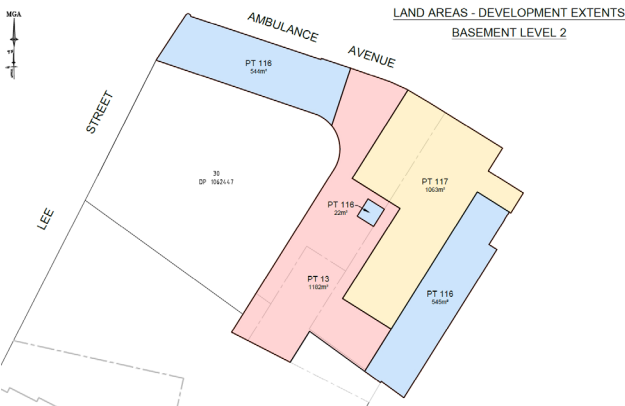 MGA
LAND AREAS - DEVELOPMENT EXTENTS
BASEMENT LEVEL 2
AMBULANCE AVENUE
PT 116
544m²
STREET
LEE
30
DP 1062447
PT 117
1063m²
PT 116
22m²
PT 13
1182m²
PT 116
545m²